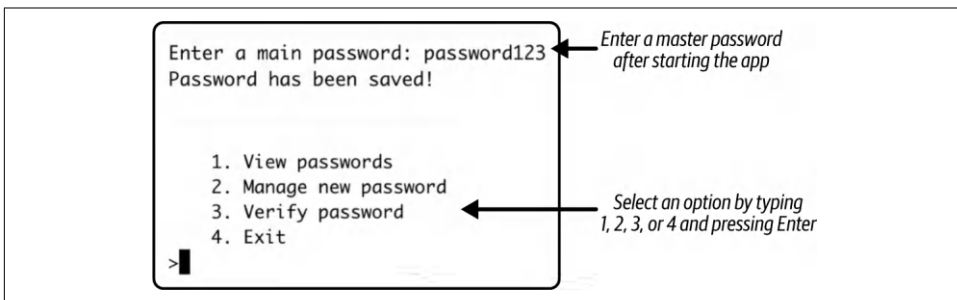 Enter a main password: password123
Password has been saved!
1. View passwords
2. Manage new password
3. Verify password
4. Exit
>
Enter a master password
after starting the app
Select an option by typing
1, 2, 3, or 4 and pressing Enter